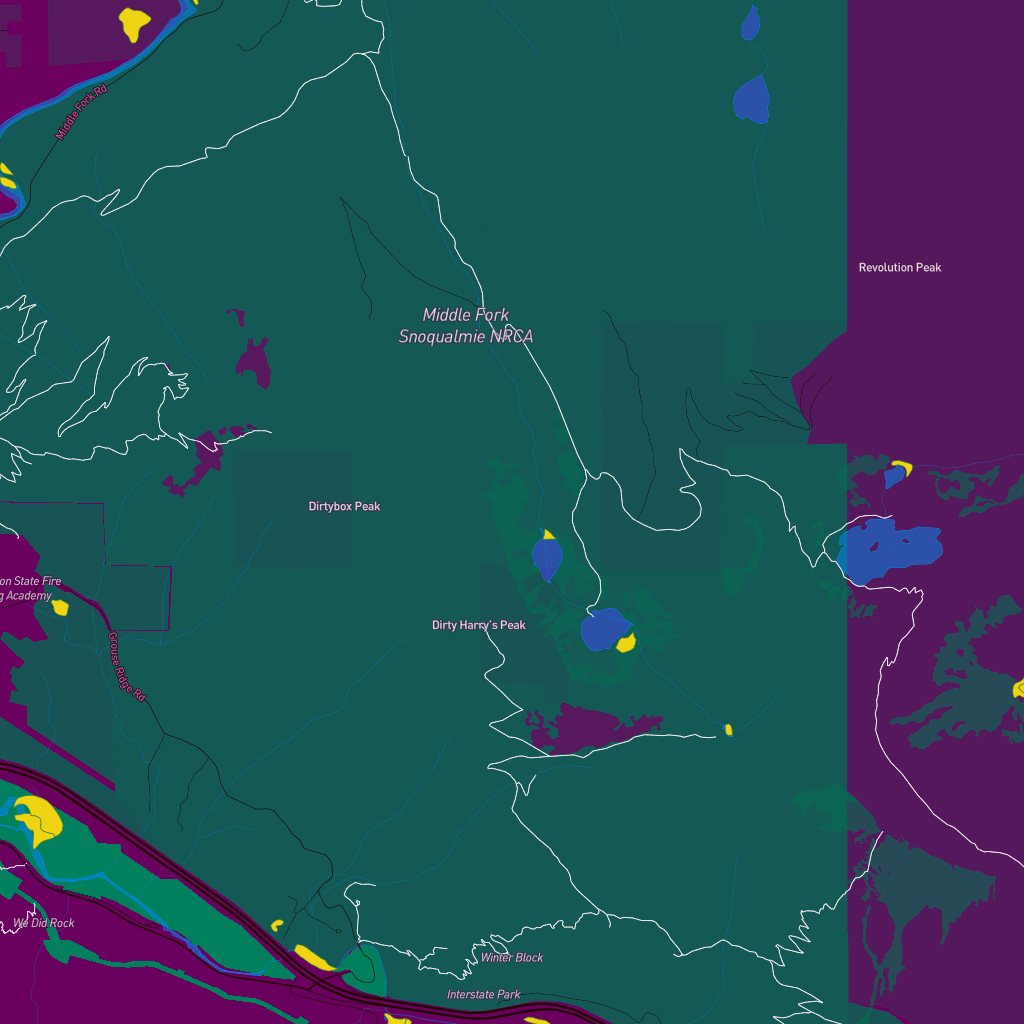 Middle Fork Rd
Revolution Peak
Middle Fork
Snoqualmie NRCA
Dirtybox Peak
on State Fire
g Academy
Dirty Harry's Peak
Grouse Ridge Rd
We Did Rock
Winter Block
Interstate Park